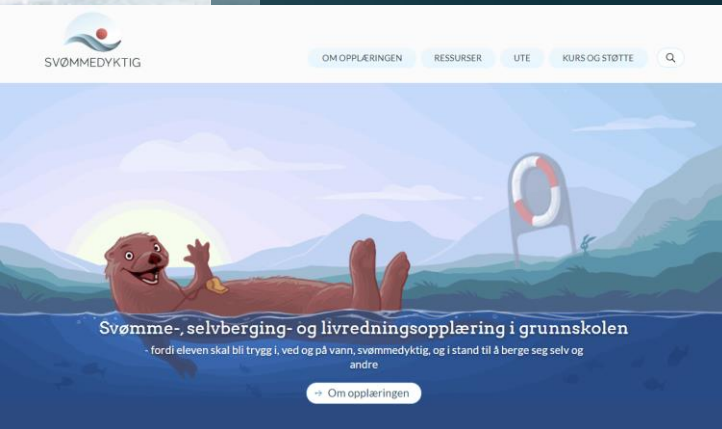 SVØMMEDYKTIG
OM OPPLÆRINGEN
RESSURSER
UTE
KURS OG STØTTE
Svømme-, selvberging- og livredningsopplæring i grunnskolen
- fordi eleven skal bli trygg i, ved og på vann, svømmedyktig, og i stand til å berge seg selv og
andre
→ Om opplæringen